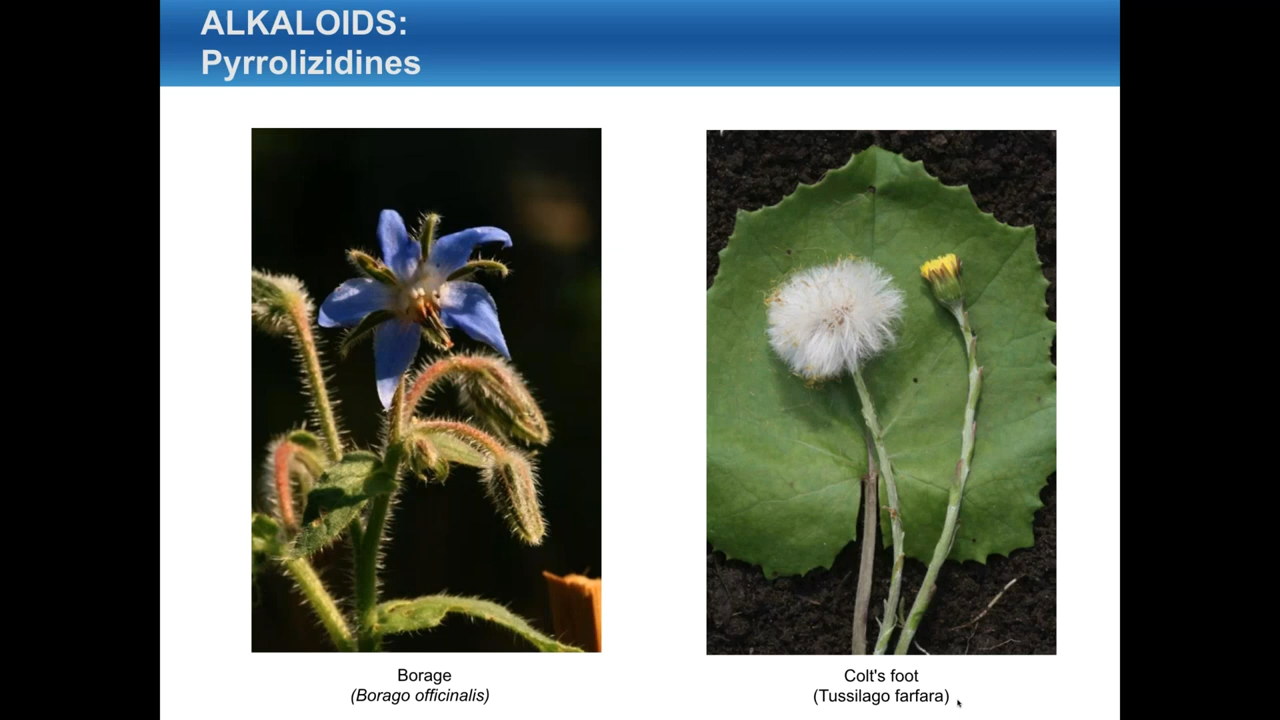 ALKALOIDS:
Pyrrolizidines
Borage
(Borago officinalis)
Colt's foot
(Tussilago farfara)